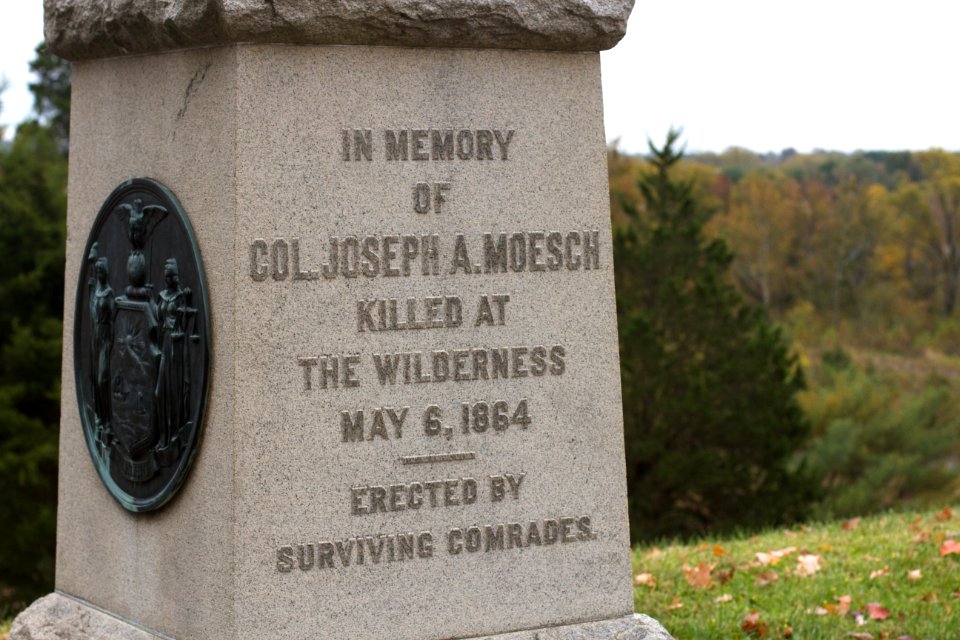 IN MEMORY
OF
COL. JOSEPH A. MOESCH
KILLED AT
THE WILDERNESS
MAY 6, 1864
ERECTED BY
SURVIVING COMRADES.